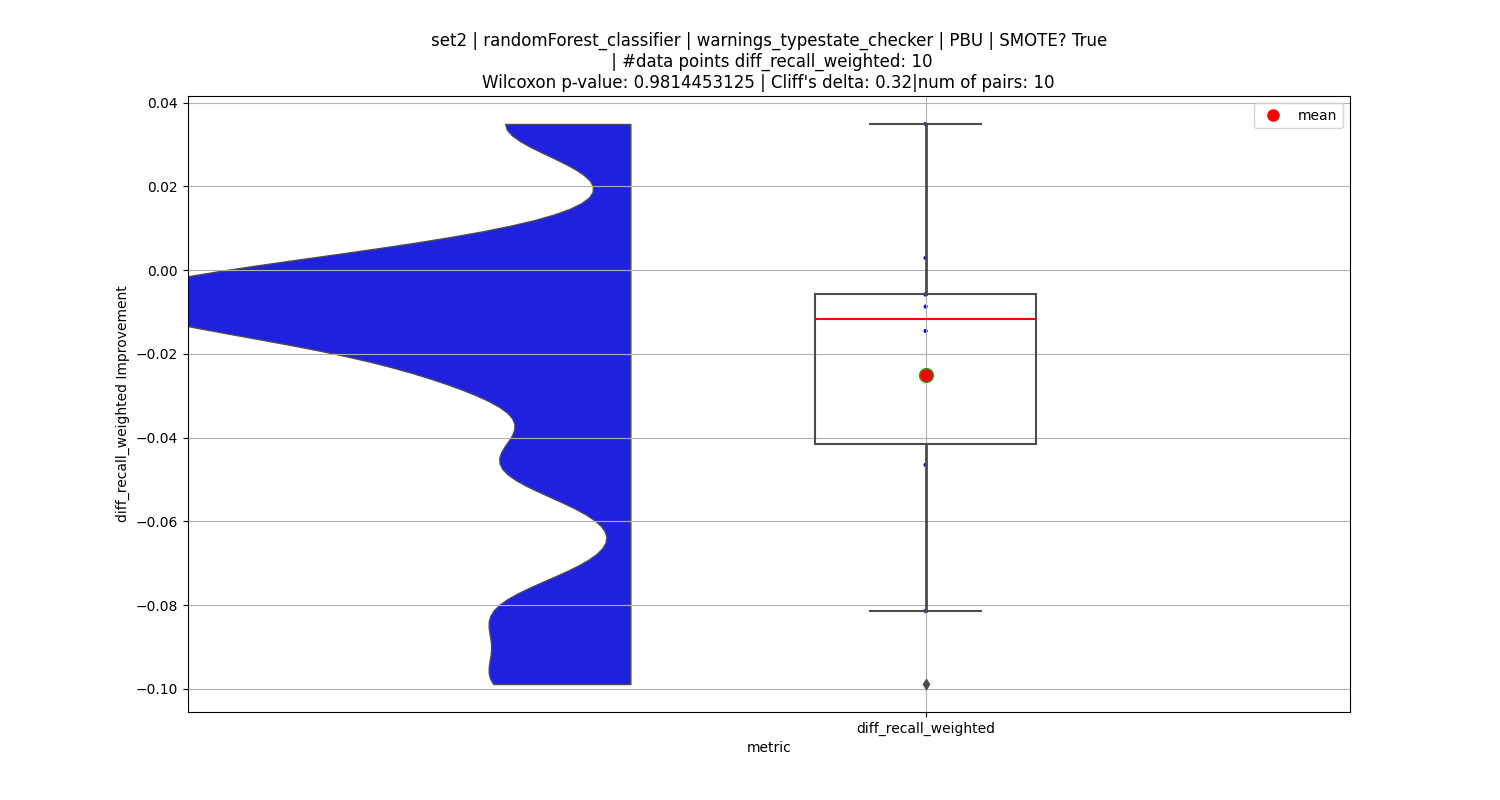 set2 | randomForest_classifier | warnings_typestate_checker | PBU | SMOTE? True
| #data points diff_recall_weighted: 10
Wilcoxon p-value: 0.9814453125 | Cliff's delta: 0.32|num of pairs: 10
mean
0.04
0.02
0.00
−0.02
−0.04
−0.06
−0.08
−0.10
diff_recall_weighted Improvement
diff_recall_weighted
metric